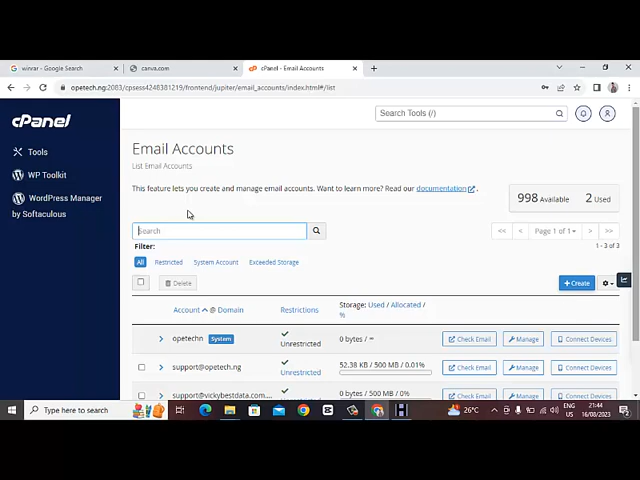 winrar - Google Search
canva.com
cPanel - Email Accounts
opetech.ng:2083/cpsess4248381219/frontend/jupiter/email_accounts/index.html#/list
cPanel
Search Tools (/)
Tools
WP Toolkit
WordPress Manager
by Softaculous
Email Accounts
List Email Accounts
This feature lets you create and manage email accounts. Want to learn more? Read our documentation .
998 Available 2 Used
Search
<< < Page 1 of 1 > >>
Filter:
1 - 3 of 3
All Restricted System Account Exceeded Storage
Delete
+ Create
Account @ Domain Restrictions Storage: Used / Allocated / %
opetechn System Unrestricted 0 bytes / ∞ Check Email Manage Connect Devices
support@opetech.ng Unrestricted 52.38 KB / 500 MB / 0.01% Check Email Manage Connect Devices
support@vickybestdata.com.... 0 bytes / 500 MB / 0% Check Email Manage Connect Devices
Type here to search
26°C
ENG
US
21:44
16/08/2023